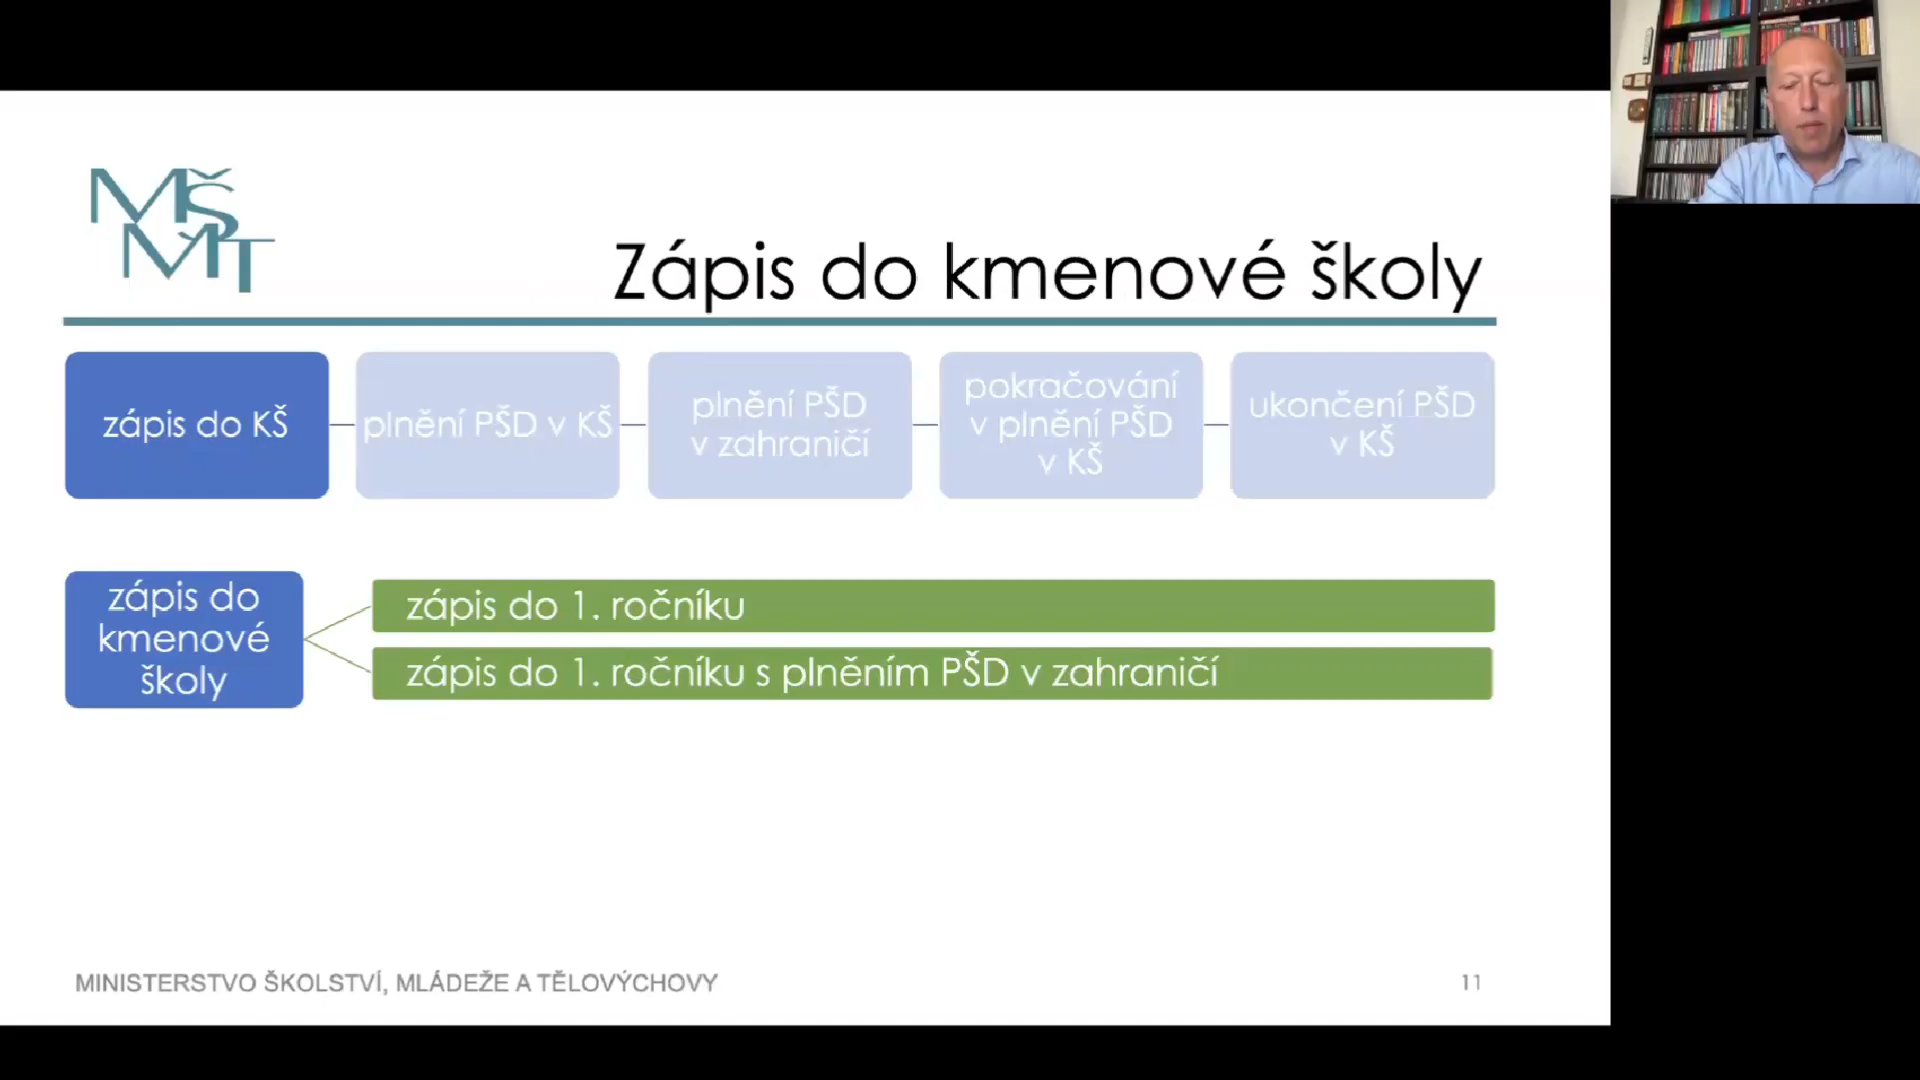 MŠ
MT
Zápis do kmenové školy
zápis do KŠ
plnění PŠD v KŠ
plnění PŠD
v zahraničí
pokračování
v plnění PŠD
v KŠ
ukončení PŠD
v KŠ
zápis do
kmenové
školy
zápis do 1. ročníku
zápis do 1. ročníku s plněním PŠD v zahraničí
MINISTERSTVO ŠKOLSTVÍ, MLÁDEŽE A TĚLOVÝCHOVY
11